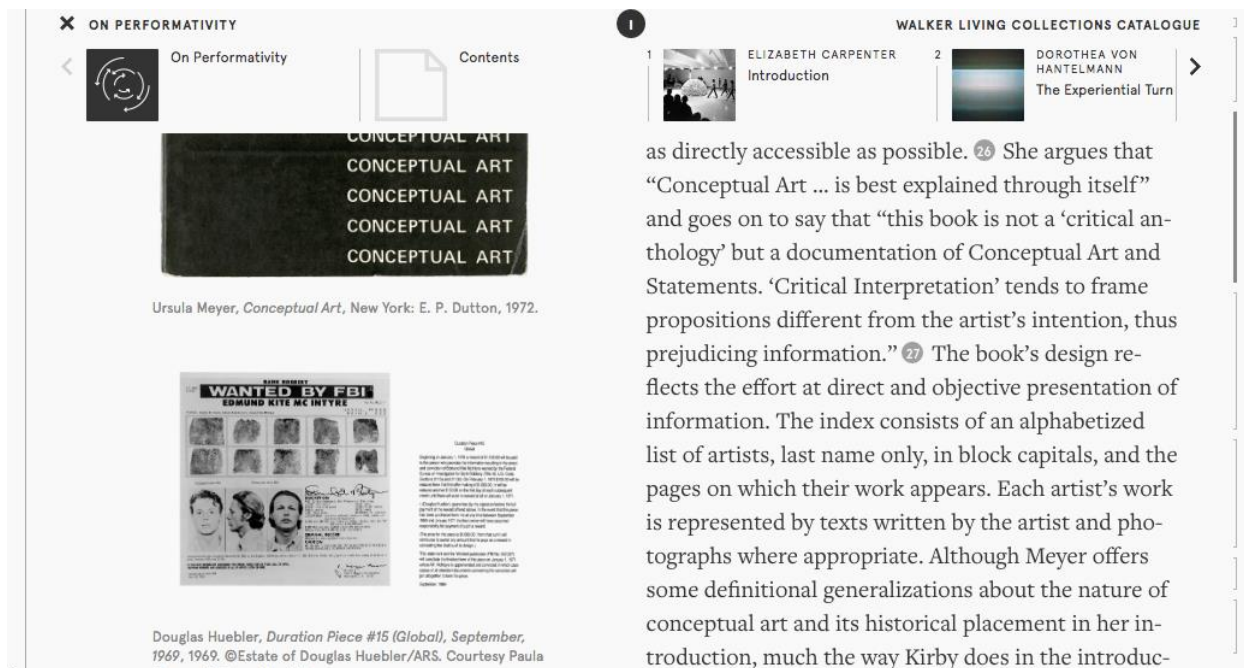 ON PERFORMATIVITY
I
WALKER LIVING COLLECTIONS CATALOGUE
On Performativity
Contents
1
ELIZABETH CARPENTER
Introduction
2
DOROTHEA VON
HANTELMANN
The Experiential Turn
CONCEPTUAL ART
CONCEPTUAL ART
CONCEPTUAL ART
CONCEPTUAL ART
CONCEPTUAL ART
Ursula Meyer, Conceptual Art, New York: E. P. Dutton, 1972.
BANK ROBBERY
WANTED BY FBI
EDMUND KITE MC INTYRE
Douglas Huebler, Duration Piece #15 (Global), September,
1969, 1969. ©Estate of Douglas Huebler/ARS. Courtesy Paula
as directly accessible as possible. 26 She argues that
“Conceptual Art ... is best explained through itself”
and goes on to say that “this book is not a ‘critical an-
thology’ but a documentation of Conceptual Art and
Statements. ‘Critical Interpretation’ tends to frame
propositions different from the artist’s intention, thus
prejudicing information.” 27 The book’s design re-
flects the effort at direct and objective presentation of
information. The index consists of an alphabetized
list of artists, last name only, in block capitals, and the
pages on which their work appears. Each artist’s work
is represented by texts written by the artist and pho-
tographs where appropriate. Although Meyer offers
some definitional generalizations about the nature of
conceptual art and its historical placement in her in-
troduction, much the way Kirby does in the introduc-